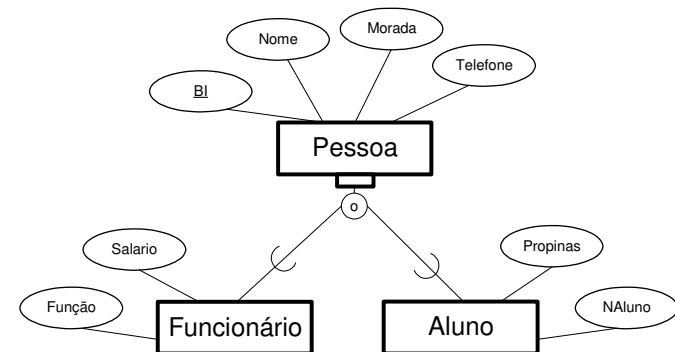 Morada
Nome
Telefone
BI
Pessoa
o
Salario
Propinas
Função
NAluno
Funcionário
Aluno